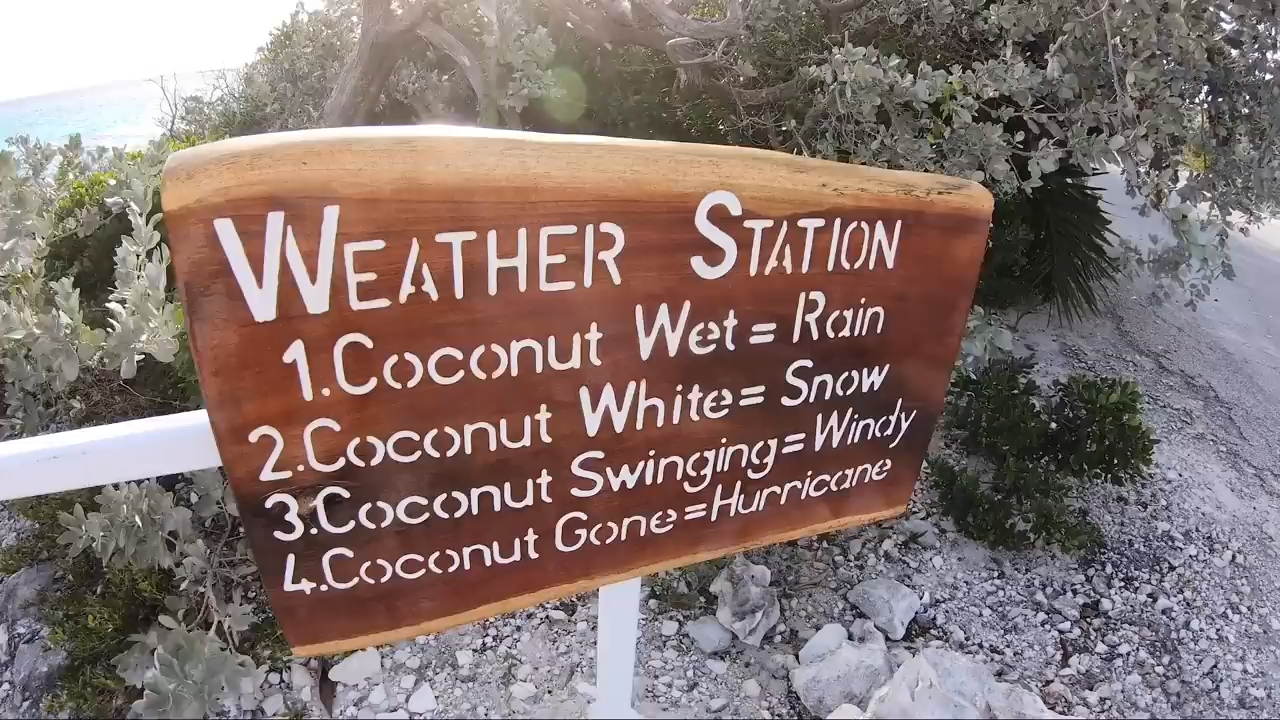 WEATHER STATION
1.Coconut Wet = Rain
2.Coconut White = Snow
3.Coconut Swinging = Windy
4.Coconut Gone = Hurricane